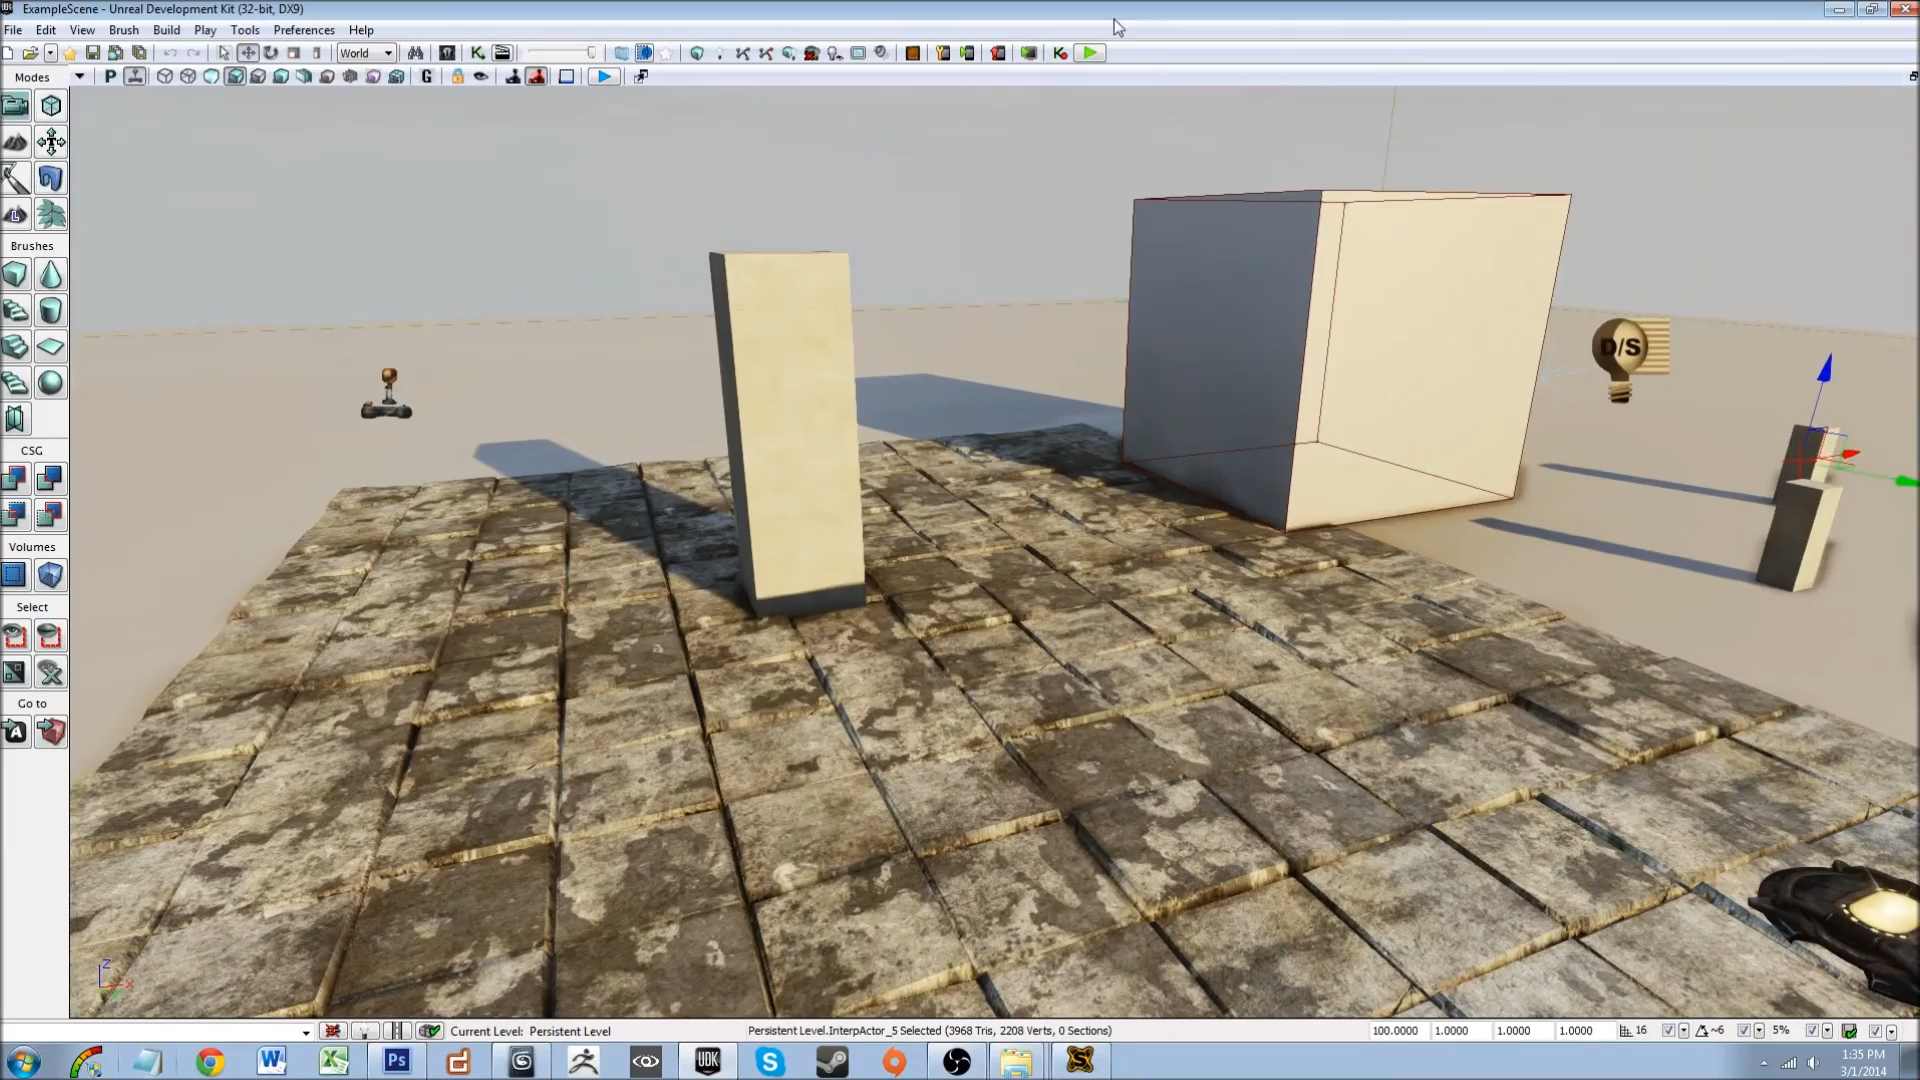 ExampleScene - Unreal Development Kit (32-bit, DX9)
File Edit View Brush Build Play Tools Preferences Help
World
Modes
P
G
Brushes
CSG
Volumes
Select
Go to
D/S
Z
X
Current Level: Persistent Level
Persistent Level.InterpActor_5 Selected (3968 Tris, 2208 Verts, 0 Sections)
100.0000 1.0000 1.0000 1.0000 16 ~6 5%
Ps
UDK
1:35 PM
3/1/2014